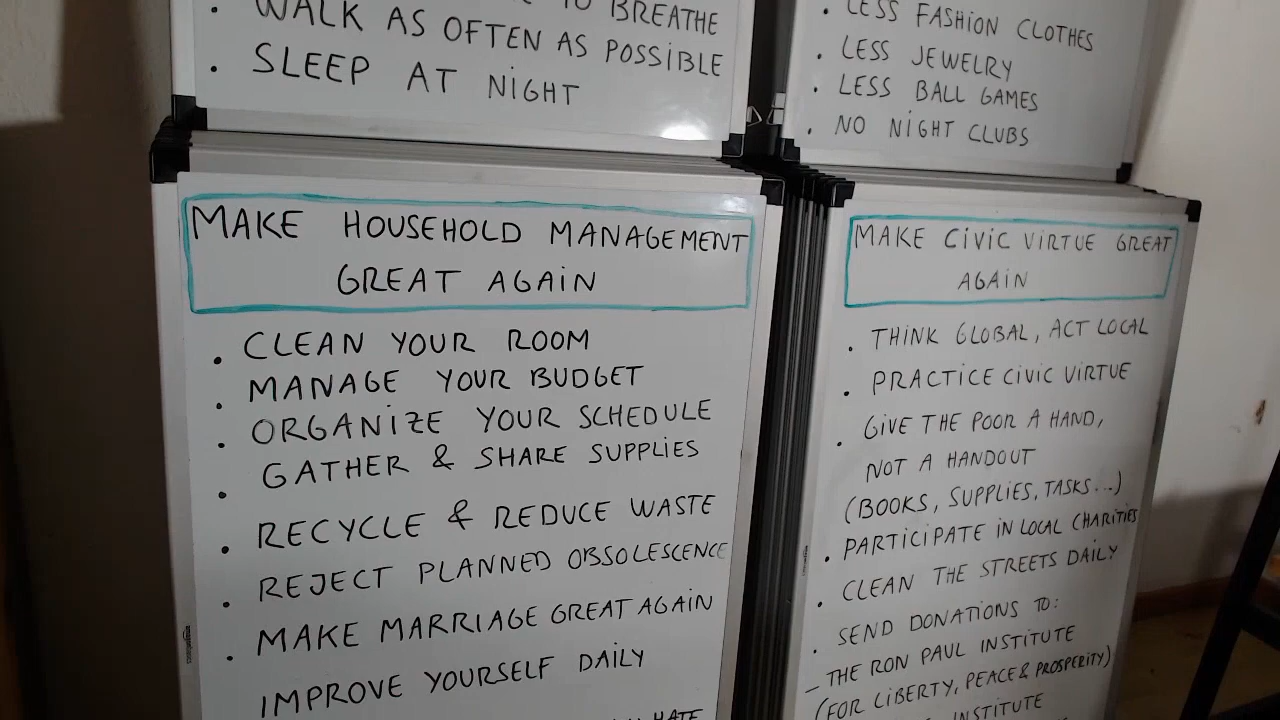 TO BREATHE
WALK AS OFTEN AS POSSIBLE
• SLEEP AT NIGHT
• LESS FASHION CLOTHES
• LESS JEWELRY
• LESS BALL GAMES
• NO NIGHT CLUBS
MAKE HOUSEHOLD MANAGEMENT
GREAT AGAIN
• CLEAN YOUR ROOM
• MANAGE YOUR BUDGET
• ORGANIZE YOUR SCHEDULE
• GATHER & SHARE SUPPLIES
• RECYCLE & REDUCE WASTE
• REJECT PLANNED OBSOLESCENCE
• MAKE MARRIAGE GREAT AGAIN
IMPROVE YOURSELF DAILY
HATE
MAKE CIVIC VIRTUE GREAT
AGAIN
• THINK GLOBAL, ACT LOCAL
• PRACTICE CIVIC VIRTUE
• GIVE THE POOR A HAND,
NOT A HANDOUT
(BOOKS, SUPPLIES, TASKS...)
• PARTICIPATE IN LOCAL CHARITIES
• CLEAN THE STREETS DAILY
• SEND DONATIONS TO:
– THE RON PAUL INSTITUTE
(FOR LIBERTY, PEACE & PROSPERITY)
INSTITUTE